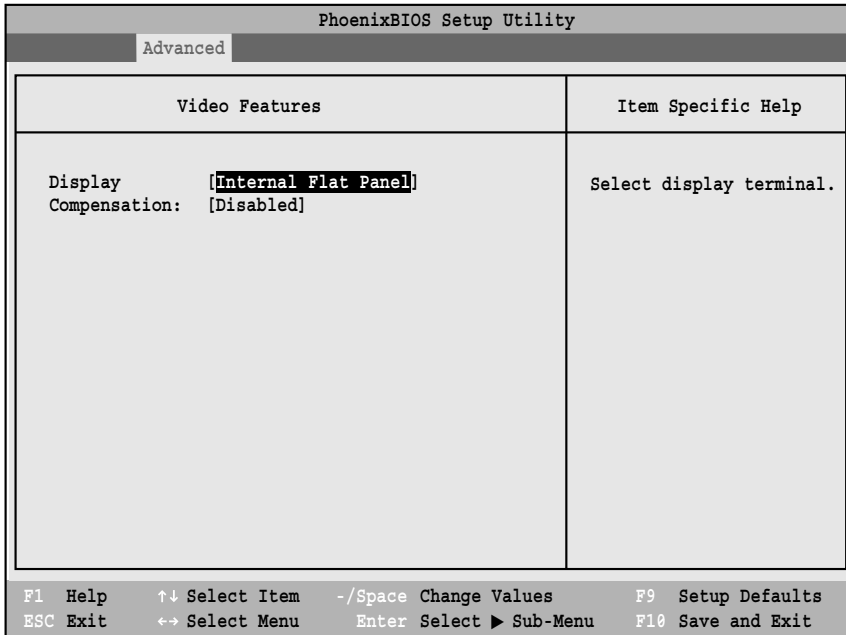 PhoenixBIOS Setup Utility
Advanced
Video Features
Item Specific Help
Display [Internal Flat Panel]
Compensation: [Disabled]
Select display terminal.
F1 Help ↑↓ Select Item -/Space Change Values F9 Setup Defaults
ESC Exit ←→ Select Menu Enter Select ▶ Sub-Menu F10 Save and Exit